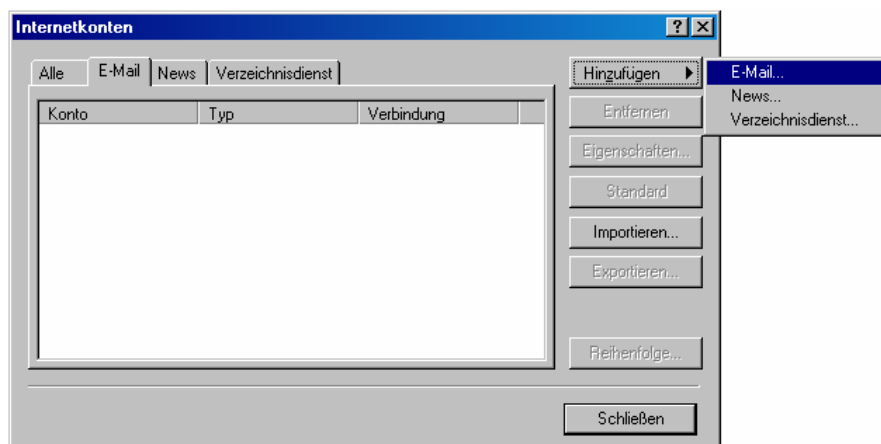 Internetkonten
Alle E-Mail News Verzeichnisdienst
Konto Typ Verbindung
Hinzufügen
E-Mail...
News...
Verzeichnisdienst...
Entfernen
Eigenschaften...
Standard
Importieren...
Exportieren...
Reihenfolge...
Schließen